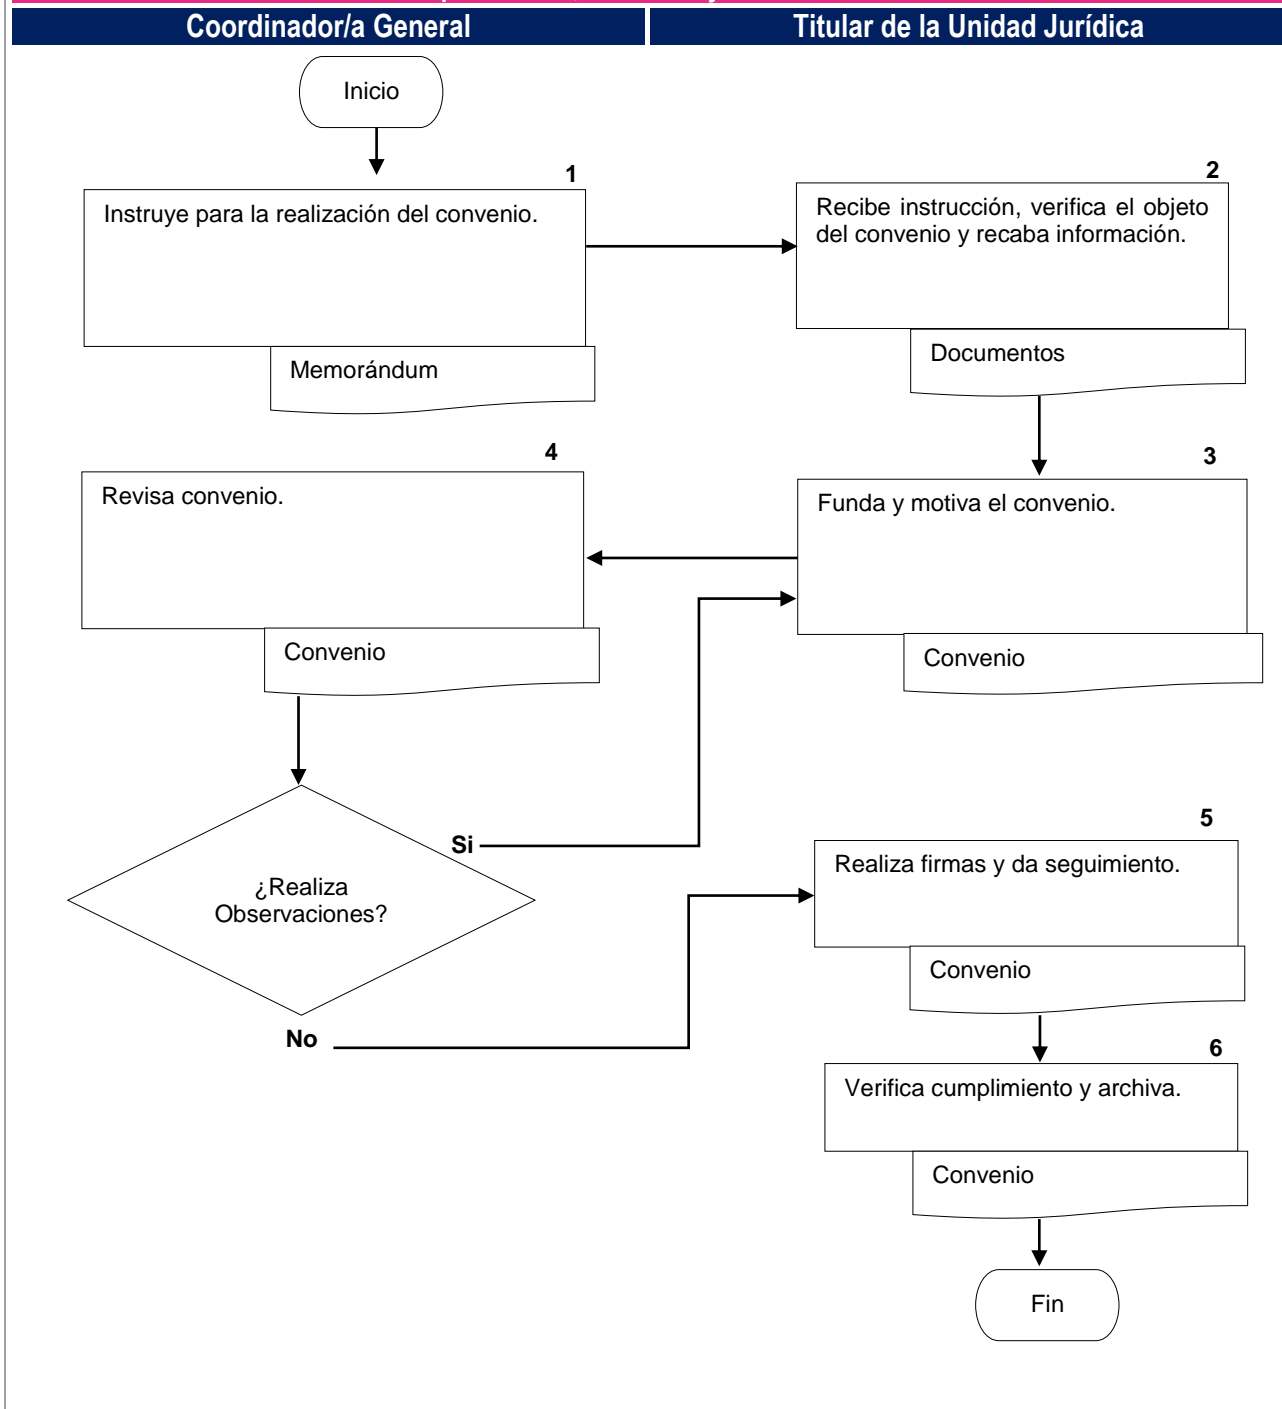 Coordinador/a General
Titular de la Unidad Jurídica
Inicio
1
Instruye para la realización del convenio.
Memorándum
2
Recibe instrucción, verifica el objeto
del convenio y recaba información.
Documentos
3
Funda y motiva el convenio.
Convenio
4
Revisa convenio.
Convenio
¿Realiza
Observaciones?
Si
No
5
Realiza firmas y da seguimiento.
Convenio
6
Verifica cumplimiento y archiva.
Convenio
Fin